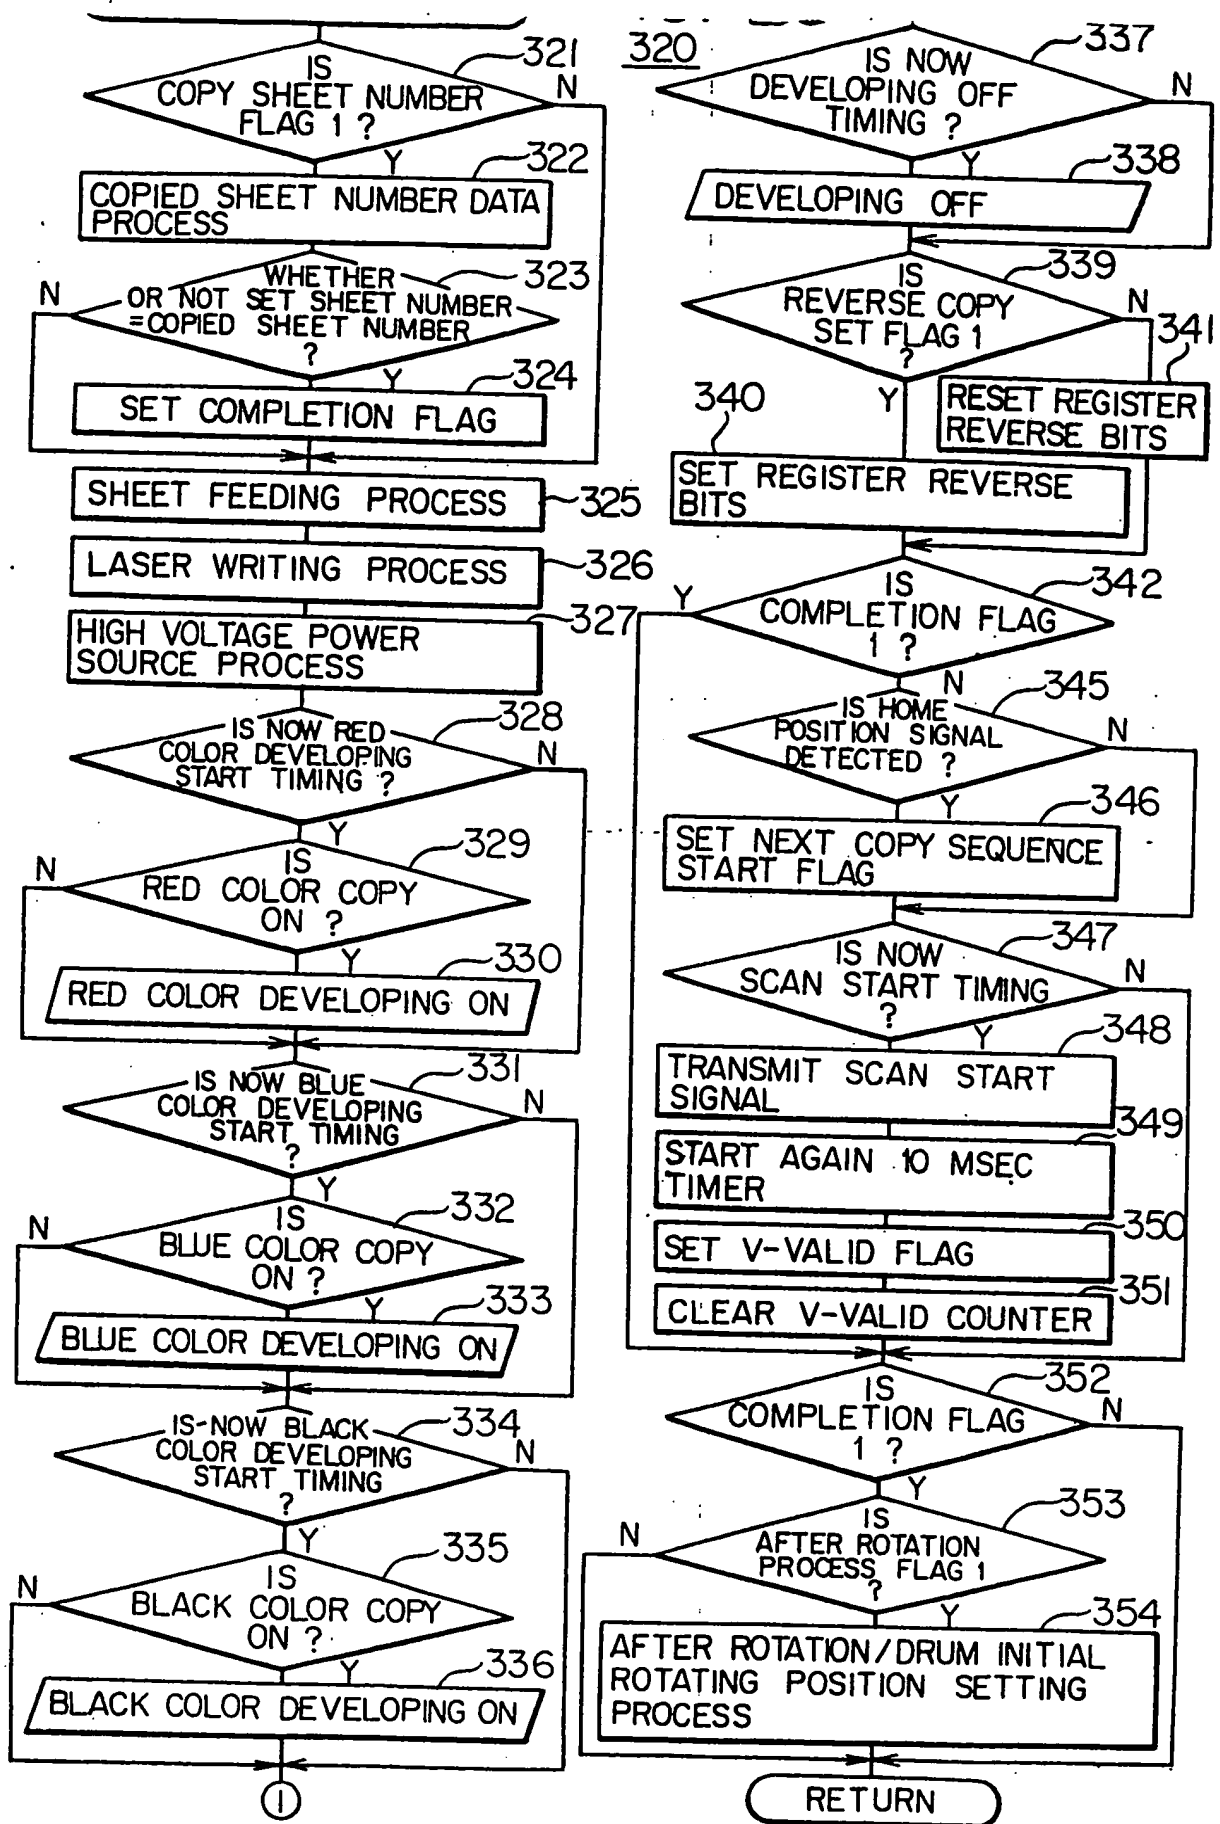 321
IS
COPY SHEET NUMBER
FLAG 1 ?
N
Y
322
COPIED SHEET NUMBER DATA
PROCESS
323
WHETHER
OR NOT SET SHEET NUMBER
=COPIED SHEET NUMBER
?
N
Y
324
SET COMPLETION FLAG
SHEET FEEDING PROCESS
325
LASER WRITING PROCESS
326
327
HIGH VOLTAGE POWER
SOURCE PROCESS
328
IS NOW RED
COLOR DEVELOPING
START TIMING ?
N
Y
329
IS
RED COLOR COPY
ON ?
N
Y
330
RED COLOR DEVELOPING ON
331
IS NOW BLUE
COLOR DEVELOPING
START TIMING
?
N
Y
332
IS
BLUE COLOR COPY
ON ?
N
Y
333
BLUE COLOR DEVELOPING ON
334
IS-NOW BLACK
COLOR DEVELOPING
START TIMING
?
N
Y
335
IS
BLACK COLOR COPY
ON ?
N
Y
336
BLACK COLOR DEVELOPING ON
1
320
337
IS NOW
DEVELOPING OFF
TIMING ?
N
Y
338
DEVELOPING OFF
339
IS
REVERSE COPY
SET FLAG 1
?
N
Y
341
RESET REGISTER
REVERSE BITS
340
SET REGISTER REVERSE
BITS
342
IS
COMPLETION FLAG
1 ?
Y
N
345
IS HOME
POSITION SIGNAL
DETECTED ?
N
Y
346
SET NEXT COPY SEQUENCE
START FLAG
347
IS NOW
SCAN START TIMING
?
N
Y
348
TRANSMIT SCAN START
SIGNAL
349
START AGAIN 10 MSEC
TIMER
350
SET V-VALID FLAG
351
CLEAR V-VALID COUNTER
352
IS
COMPLETION FLAG
1 ?
N
Y
353
IS
AFTER ROTATION
PROCESS FLAG 1
?
N
Y
354
AFTER ROTATION/DRUM INITIAL
ROTATING POSITION SETTING
PROCESS
RETURN